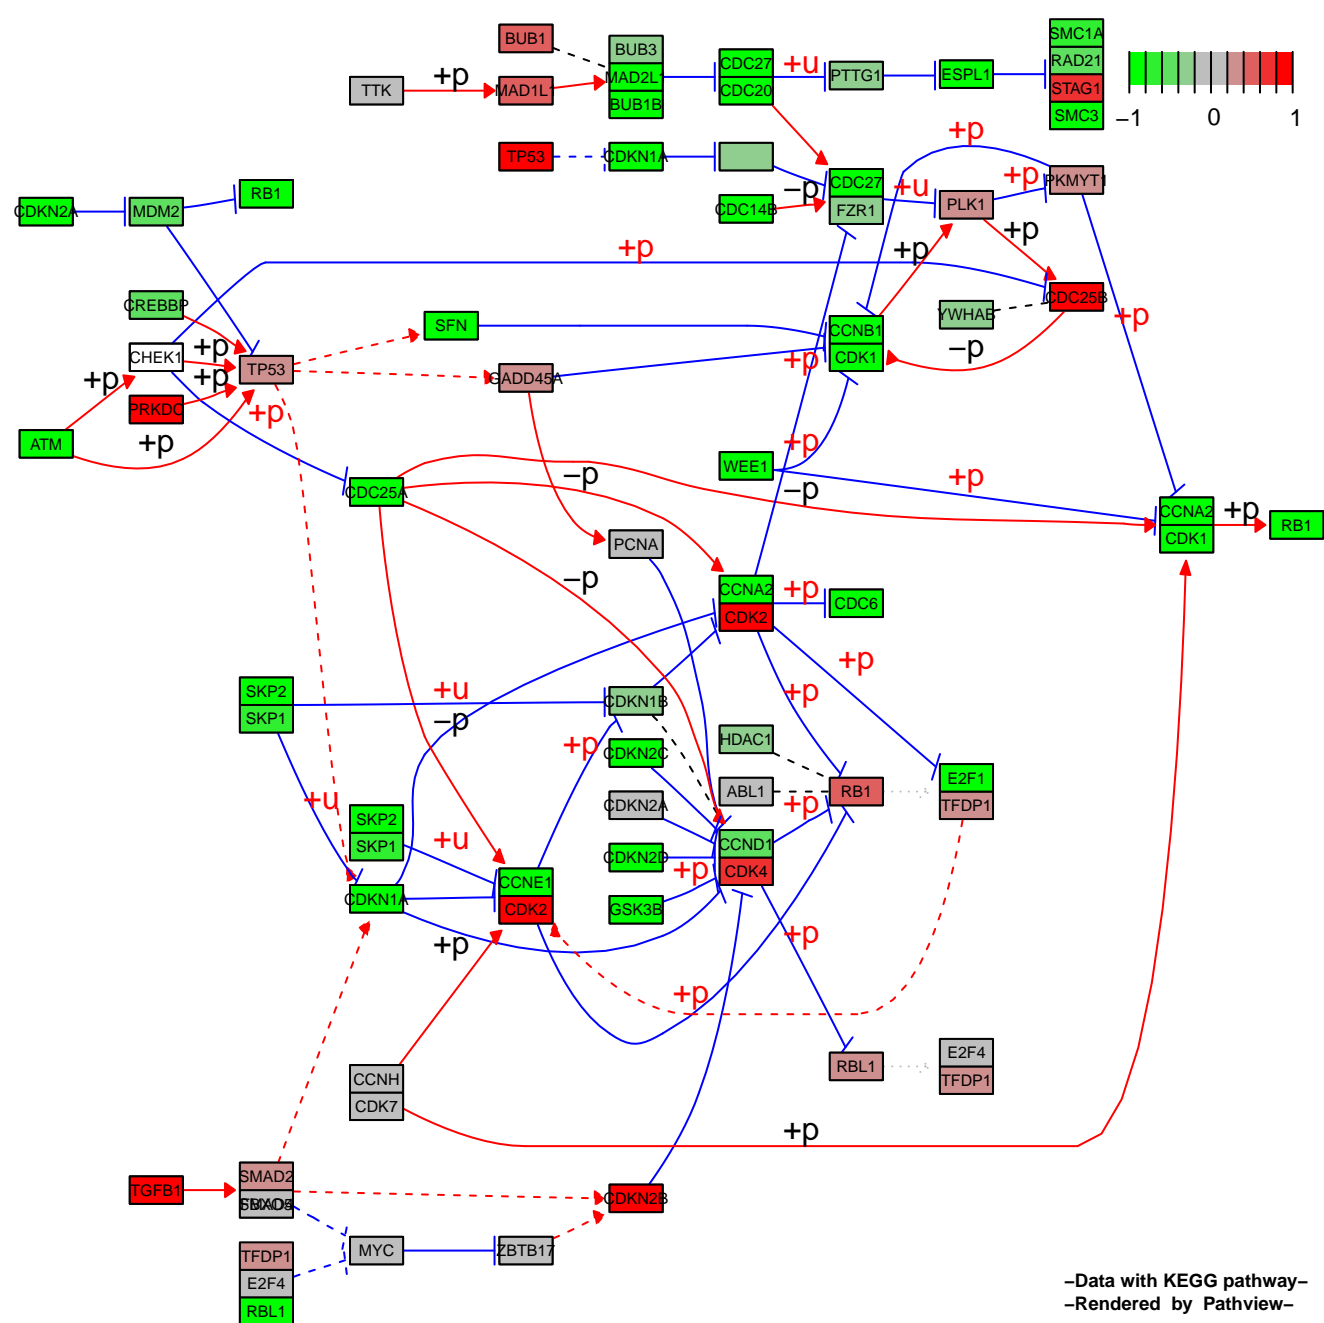 SMC1A
BUB1
BUB3
CDC27
+u
RAD21
MAD2L1
PTTG1
ESPL1
+p
TTK
MAD1L1
CDC20
STAG1
BUB1B
SMC3
−1
0
1
+p
TP53
CDKN1A
CDC27
+u
+p
PKMYT1
−p
RB1
CDKN2A
MDM2
CDC14B
FZR1
PLK1
+p
+p
+p
CREBBP
CDC25B
YWHAB
+p
SFN
CCNB1
CHEK1
+p
−p
CDK1
+p
TP53
GADD45A
+p
+p
PRKDC
+p
ATM
+p
+p
WEE1
−p
+p
CDC25A
−p
CCNA2
+p
RB1
CDK1
PCNA
−p
CCNA2
+p
CDC6
CDK2
+p
SKP2
+u
+p
CDKN1B
SKP1
−p
HDAC1
+p
CDKN2C
E2F1
ABL1
RB1
+u
CDKN2A
+p
TFDP1
SKP2
+u
SKP1
CCND1
CDKN2D
+p
CDK4
CCNE1
CDKN1A
CDK2
GSK3B
+p
+p
+p
E2F4
RBL1
CCNH
TFDP1
CDK7
+p
SMAD2
TGFB1
CDKN2B
MYC
ZBTB17
TFDP1
E2F4
RBL1
−Data with KEGG pathway−
−Rendered by Pathview−